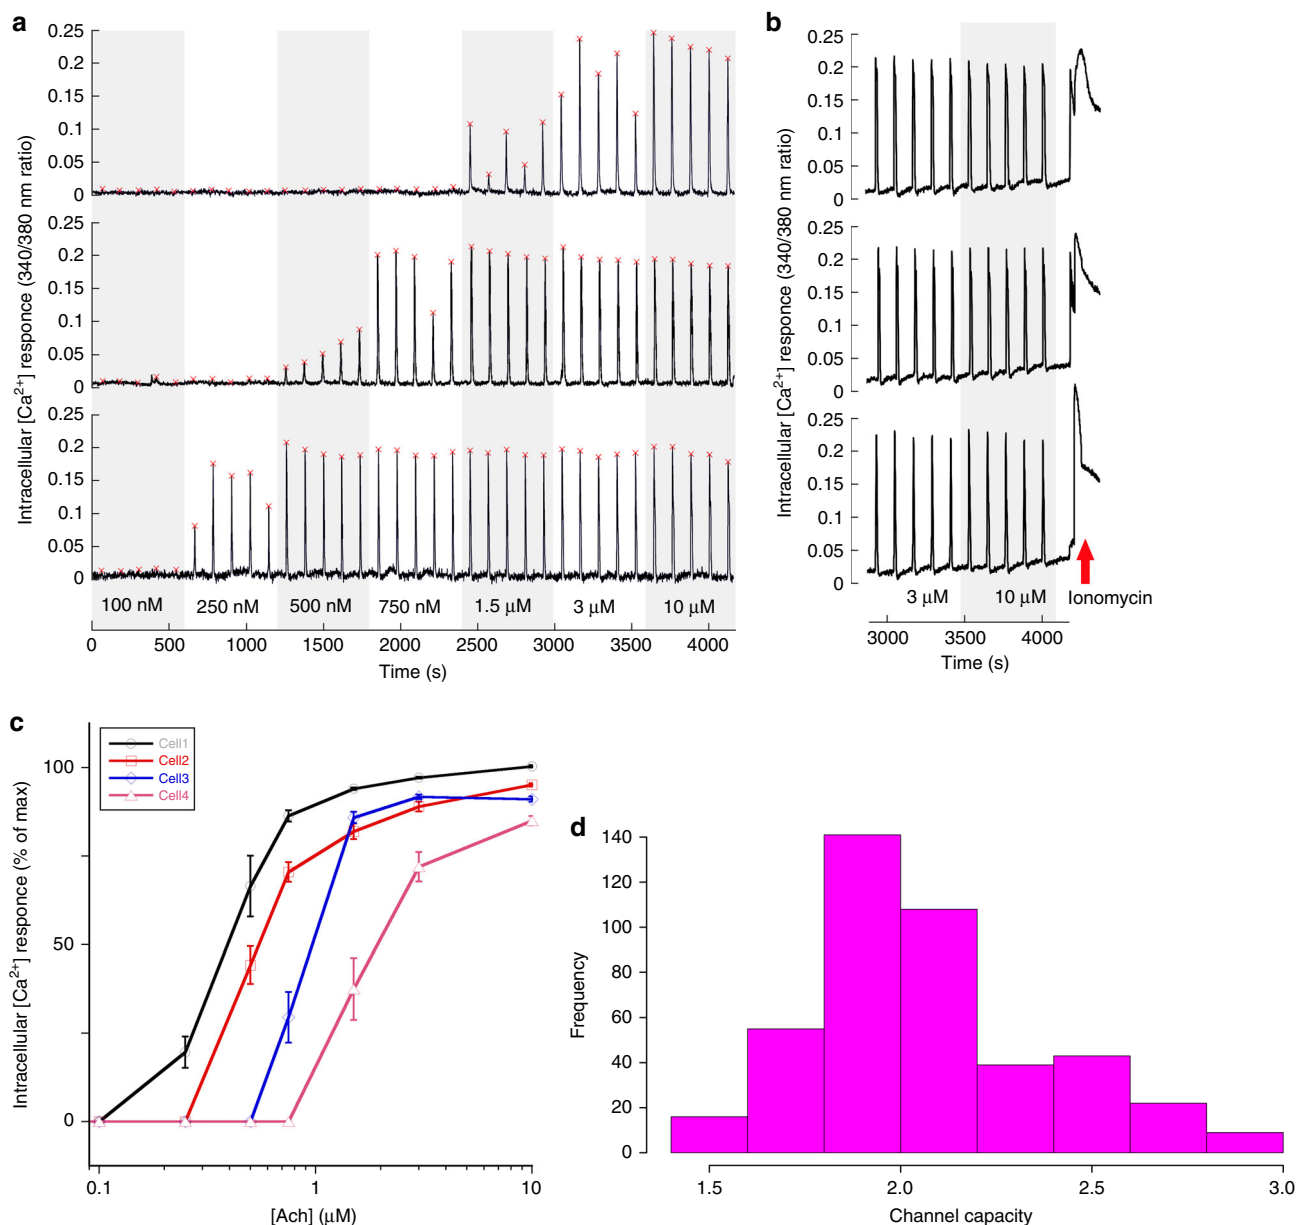 a
Intracellular [Ca2+] responce (340/380 nm ratio)
0.25
0.2
0.15
0.1
0.05
0
0.25
0.2
0.15
0.1
0.05
0
0.25
0.2
0.15
0.1
0.05
0
100 nM 250 nM 500 nM 750 nM 1.5 μM 3 μM 10 μM
0 500 1000 1500 2000 2500 3000 3500 4000
Time (s)
b
Intracellular [Ca2+] responce (340/380 nm ratio)
0.25
0.20
0.15
0.10
0.05
0
0.25
0.20
0.15
0.10
0.05
0
0.25
0.20
0.15
0.10
0.05
0
3 μM 10 μM Ionomycin
3000 3500 4000
Time (s)
c
Intracellular [Ca2+] responce (% of max)
Cell1
Cell2
Cell3
Cell4
100
50
0
0.1 1 10
[Ach] (μM)
d
Frequency
140
120
100
80
60
40
20
0
1.5 2.0 2.5 3.0
Channel capacity